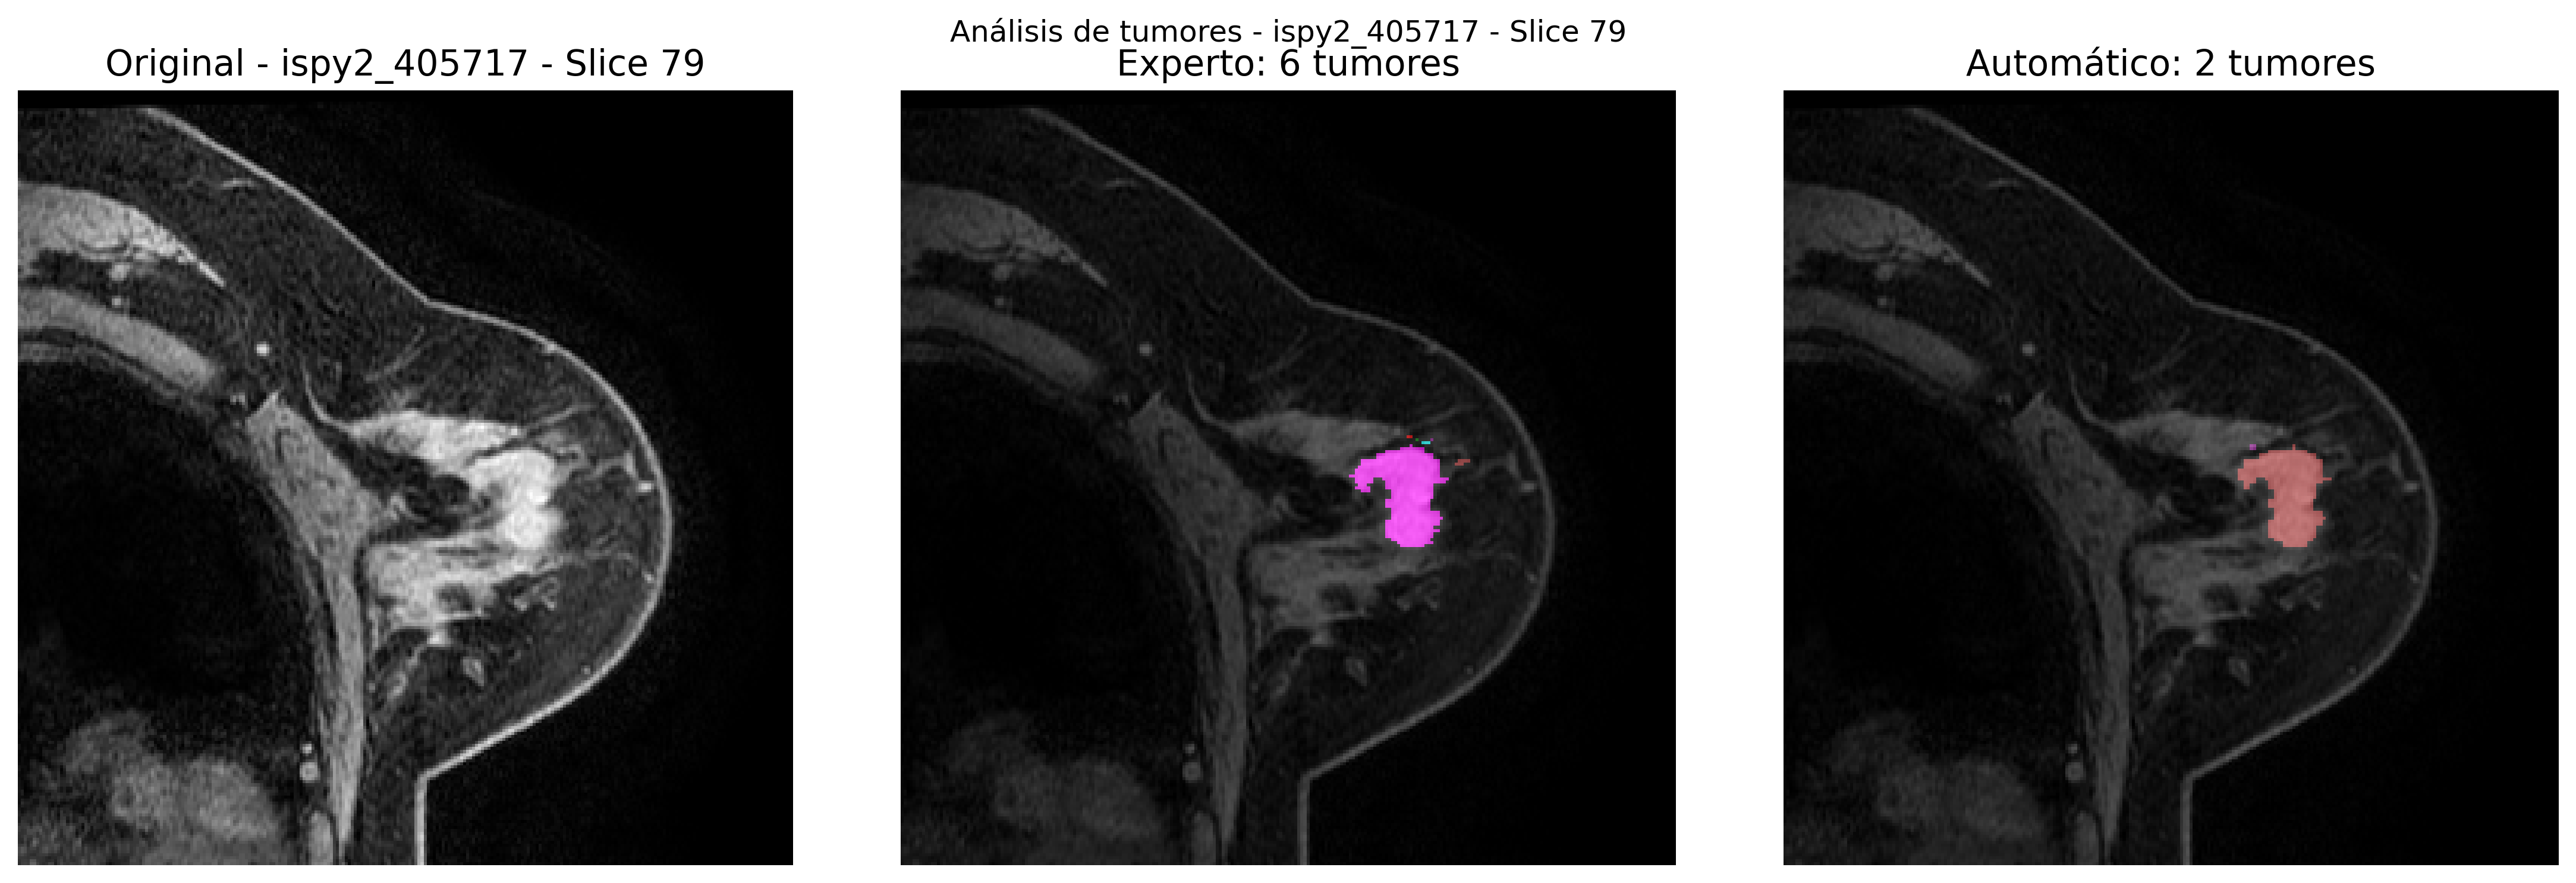 Análisis de tumores - ispy2_405717 - Slice 79
Original - ispy2_405717 - Slice 79
Experto: 6 tumores
Automático: 2 tumores